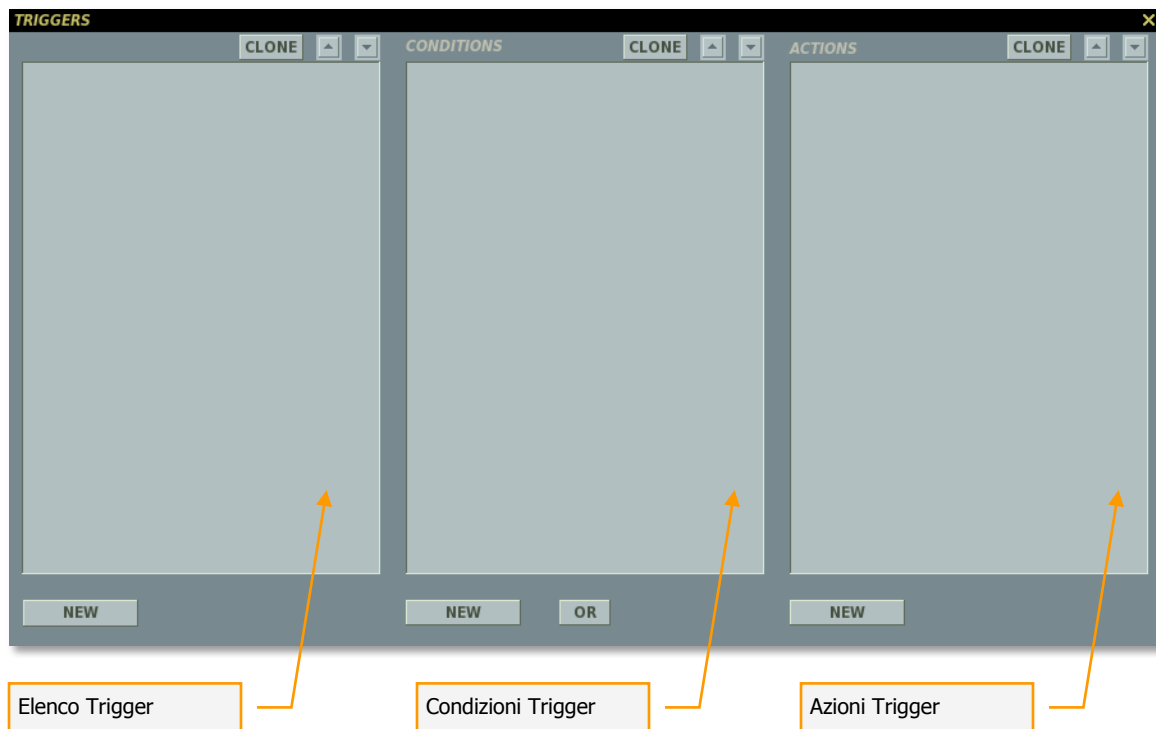 TRIGGERS
CLONE
CONDITIONS
CLONE
ACTIONS
CLONE
NEW
NEW
OR
NEW
Elenco Trigger
Condizioni Trigger
Azioni Trigger